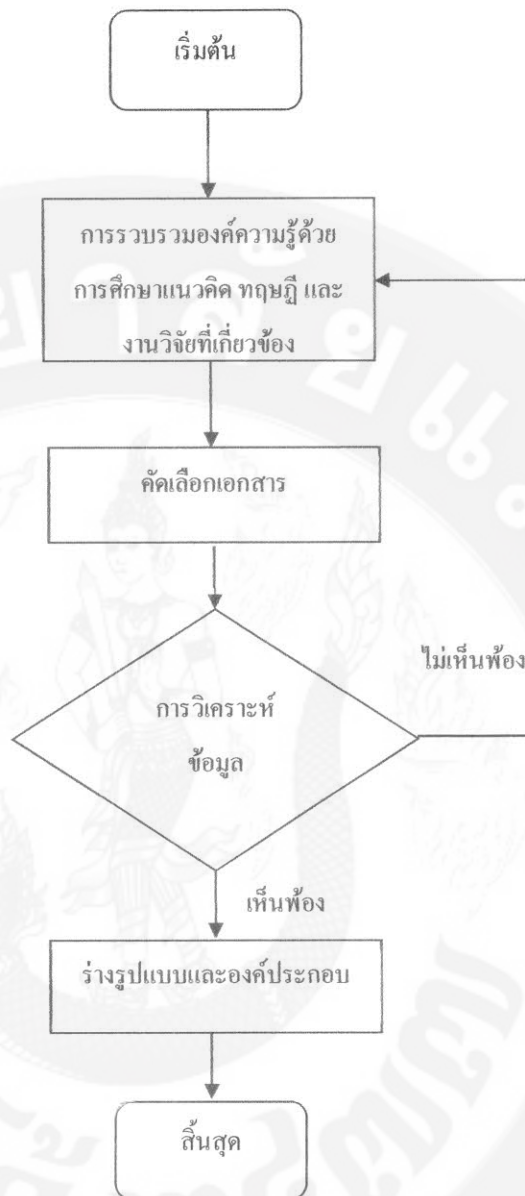 เริ่มต้น
การรวบรวมองค์ความรู้ด้วย
การศึกษาแนวคิด ทฤษฎี และ
งานวิจัยที่เกี่ยวข้อง
คัดเลือกเอกสาร
ไม่เห็นพ้อง
การวิเคราะห์
ข้อมูล
เห็นพ้อง
ร่างรูปแบบและองค์ประกอบ
สิ้นสุด